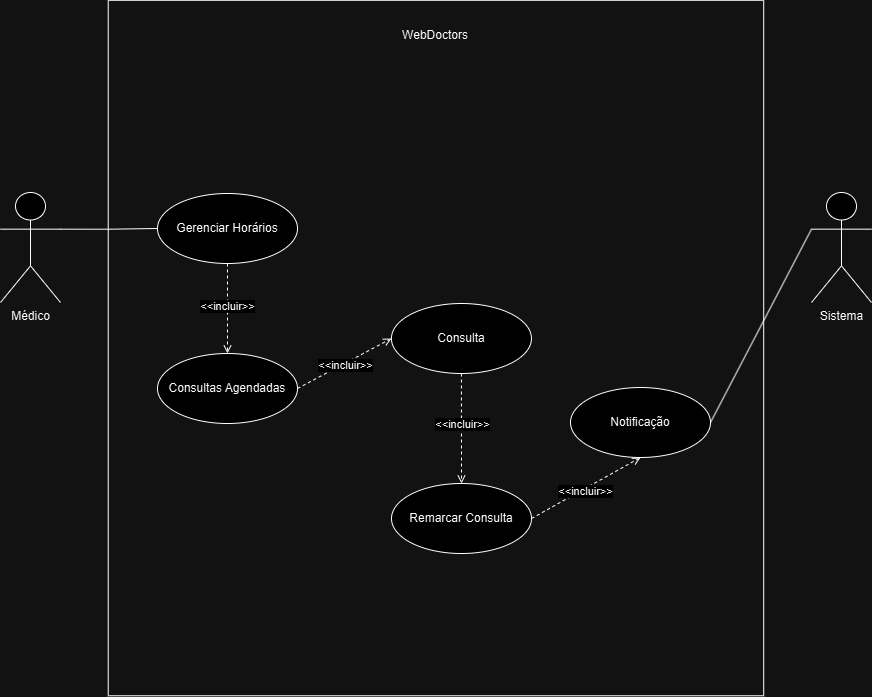 WebDoctors
Gerenciar Horários
<<incluir>>
Médico
Sistema
Consulta
<<incluir>>
Consultas Agendadas
<<incluir>>
Notificação
<<incluir>>
Remarcar Consulta